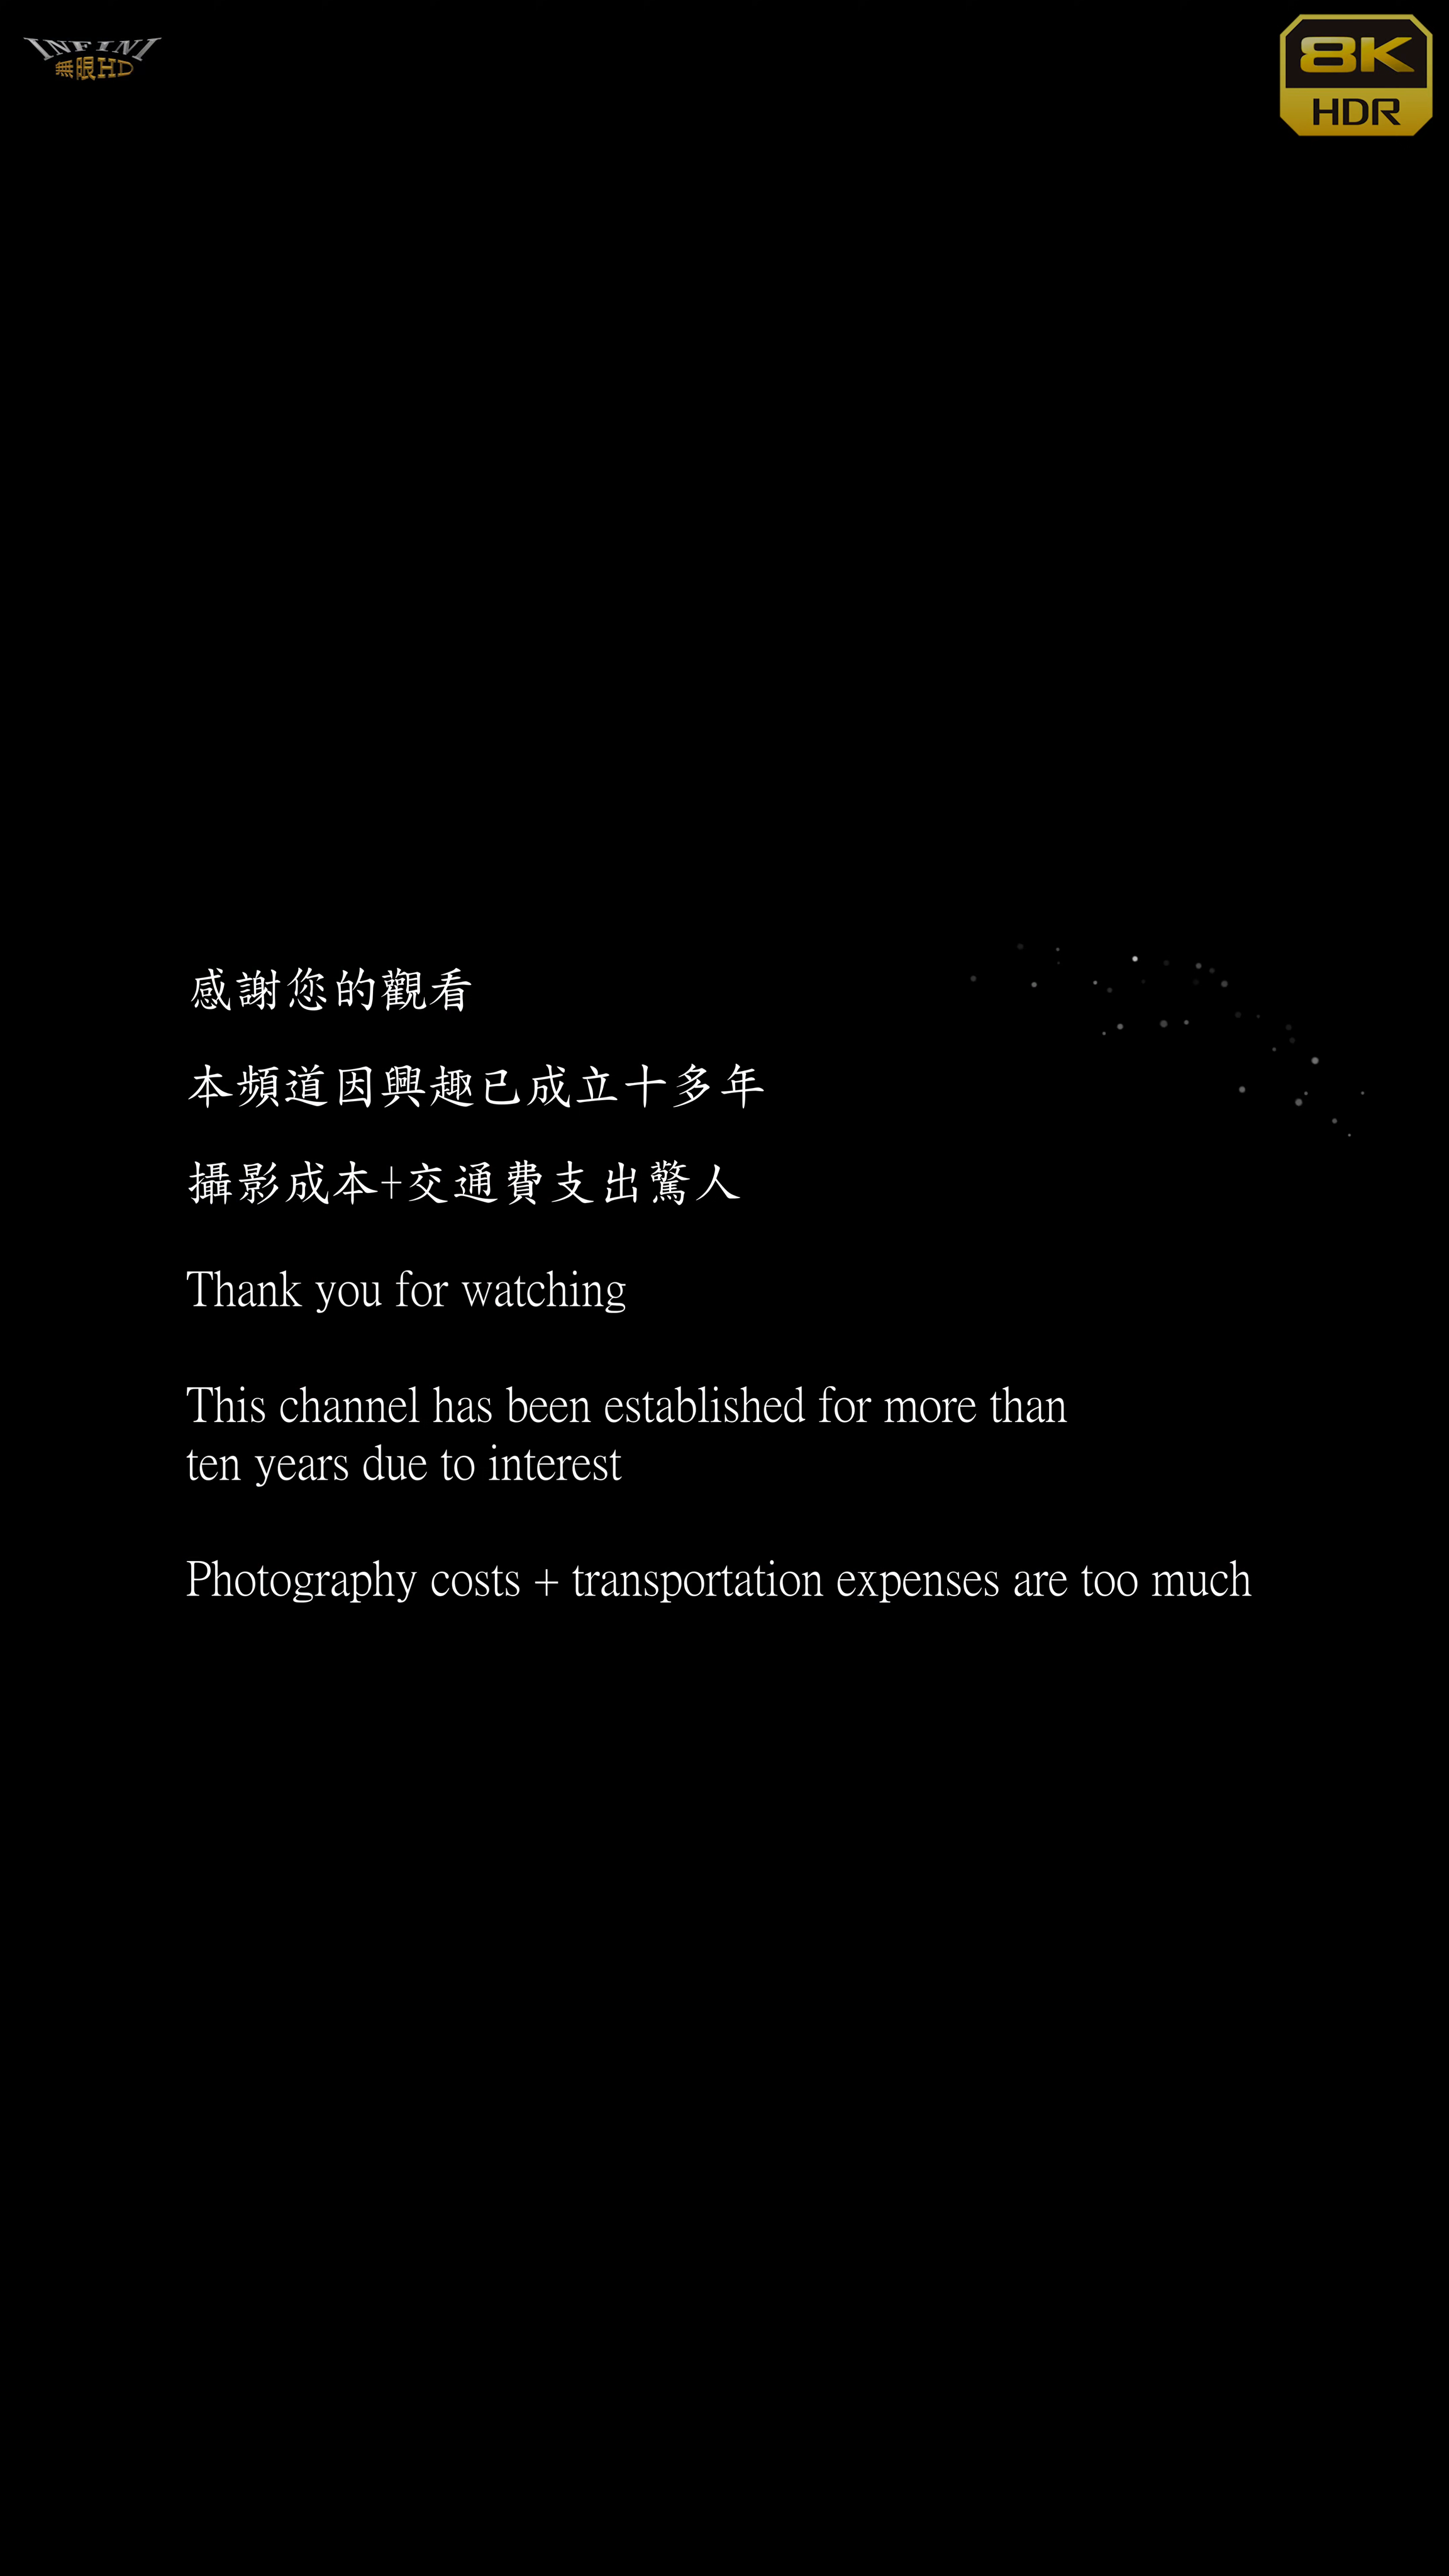 INFINI
無限HD
8K
HDR
感謝您的觀看
本頻道因興趣已成立十多年
攝影成本+交通費支出驚人
Thank you for watching
This channel has been established for more than
ten years due to interest
Photography costs + transportation expenses are too much